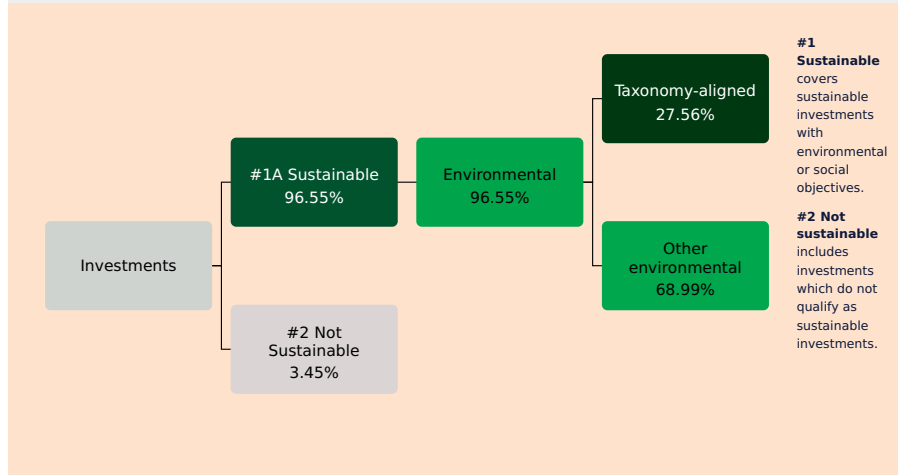 Investments
#1A Sustainable
96.55%
#2 Not
Sustainable
3.45%
Environmental
96.55%
Taxonomy-aligned
27.56%
Other
environmental
68.99%
#1
Sustainable
covers
sustainable
investments
with
environmental
or social
objectives.
#2 Not
sustainable
includes
investments
which do not
qualify as
sustainable
investments.